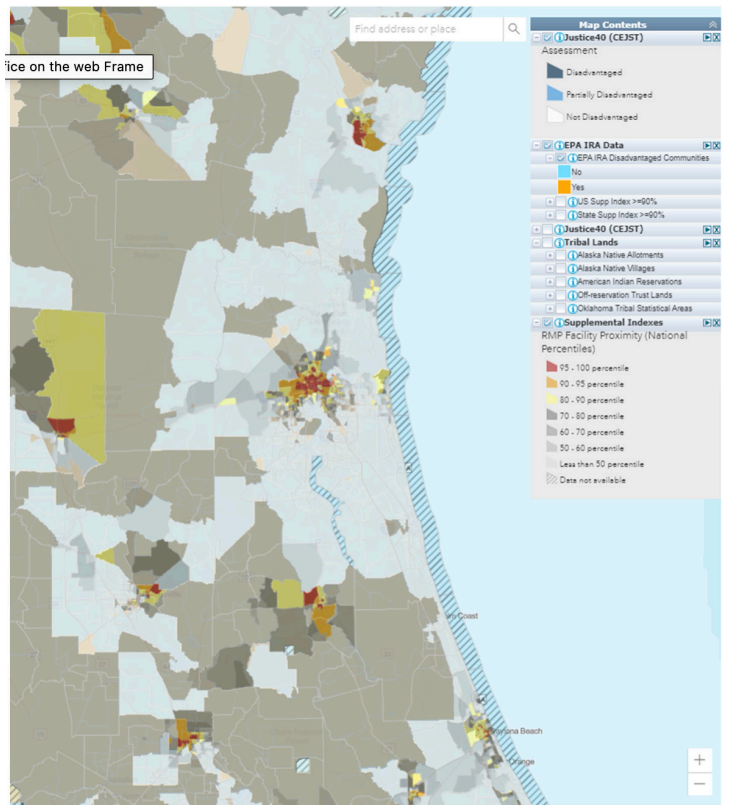 Find address or place
fice on the web Frame
Map Contents
Justice40 (CEJST)
Assessment
Disadvantaged
Partially Disadvantaged
Not Disadvantaged
EPA IRA Data
EPA IRA Disadvantaged Communities
No
Yes
US Supp Index >=90%
State Supp Index >=90%
Justice40 (CEJST)
Tribal Lands
Alaska Native Allotments
Alaska Native Villages
American Indian Reservations
Off-reservation Trust Lands
Oklahoma Tribal Statistical Areas
Supplemental Indexes
RMP Facility Proximity (National
Percentiles)
95 - 100 percentile
90 - 95 percentile
80 - 90 percentile
70 - 80 percentile
60 - 70 percentile
50 - 60 percentile
Less than 50 percentile
Data not available
Coast
Beach
Orange